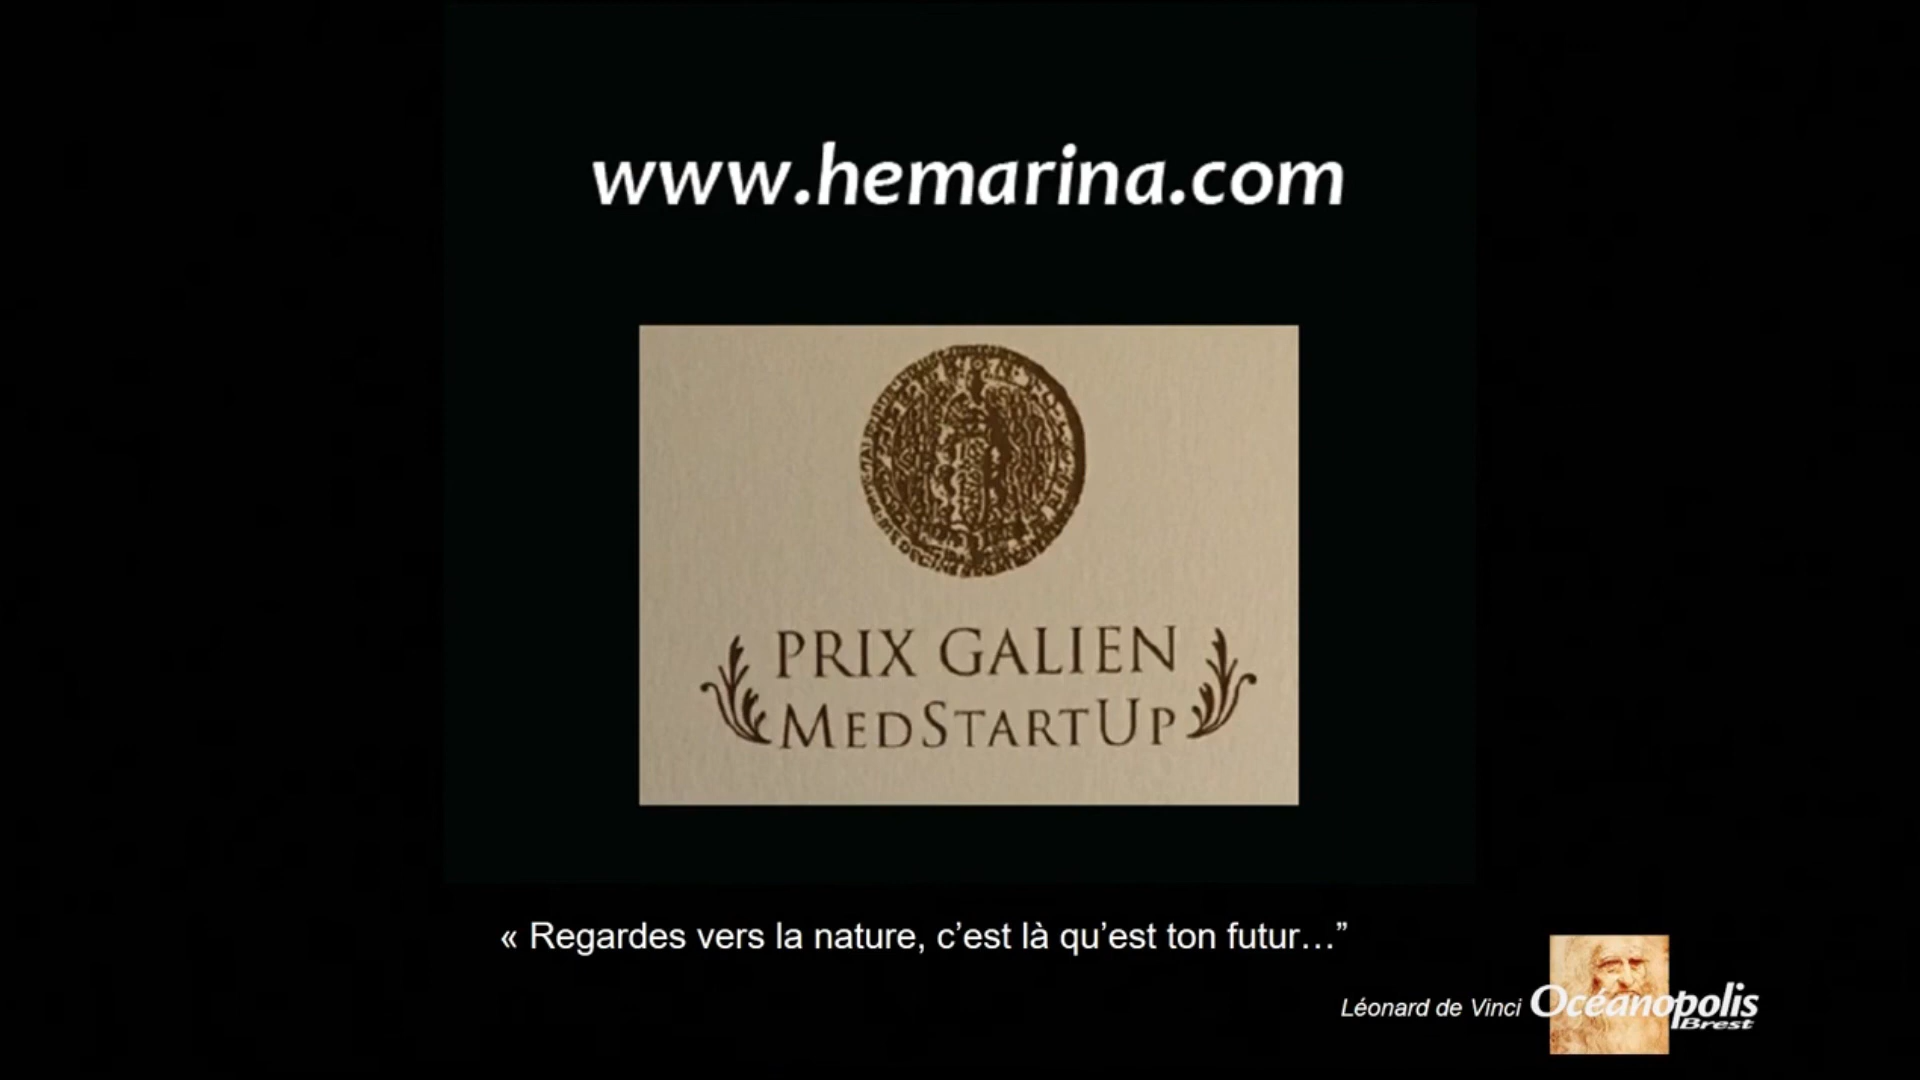 www.hemarina.com
PRIX GALIEN
MEDSTARTUP
« Regardes vers la nature, c’est là qu’est ton futur…”
Léonard de Vinci
Océanopolis
Brest